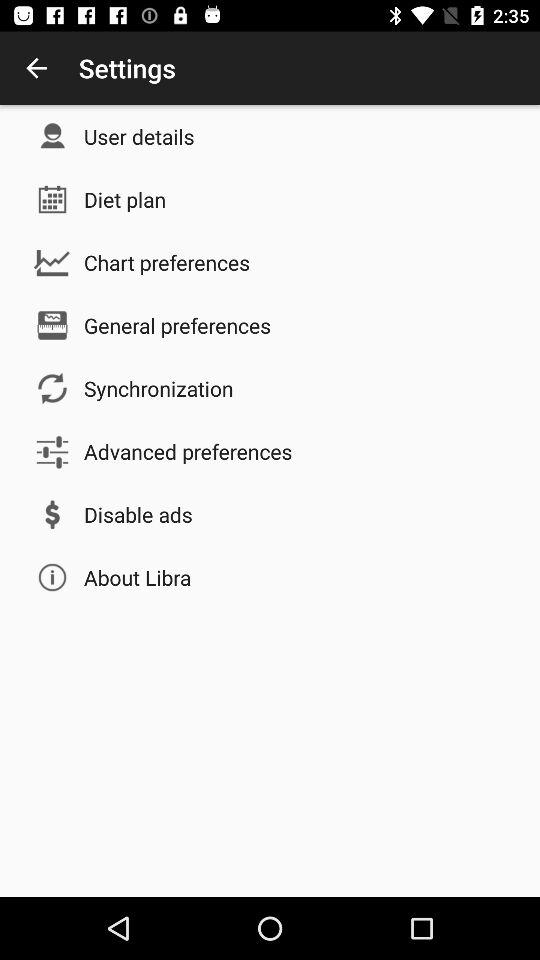 2:35
Settings
User details
Diet plan
Chart preferences
General preferences
Synchronization
Advanced preferences
Disable ads
About Libra